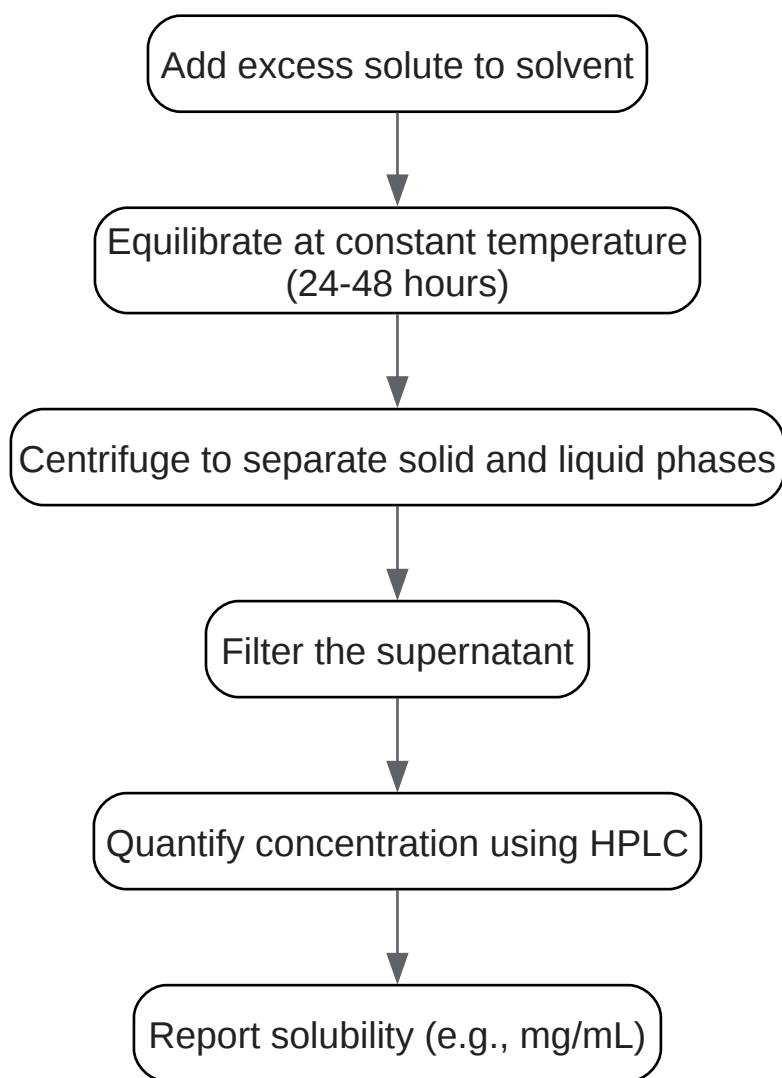 Add excess solute to solvent
Equilibrate at constant temperature
(24-48 hours)
Centrifuge to separate solid and liquid phases
Filter the supernatant
Quantify concentration using HPLC
Report solubility (e.g., mg/mL)